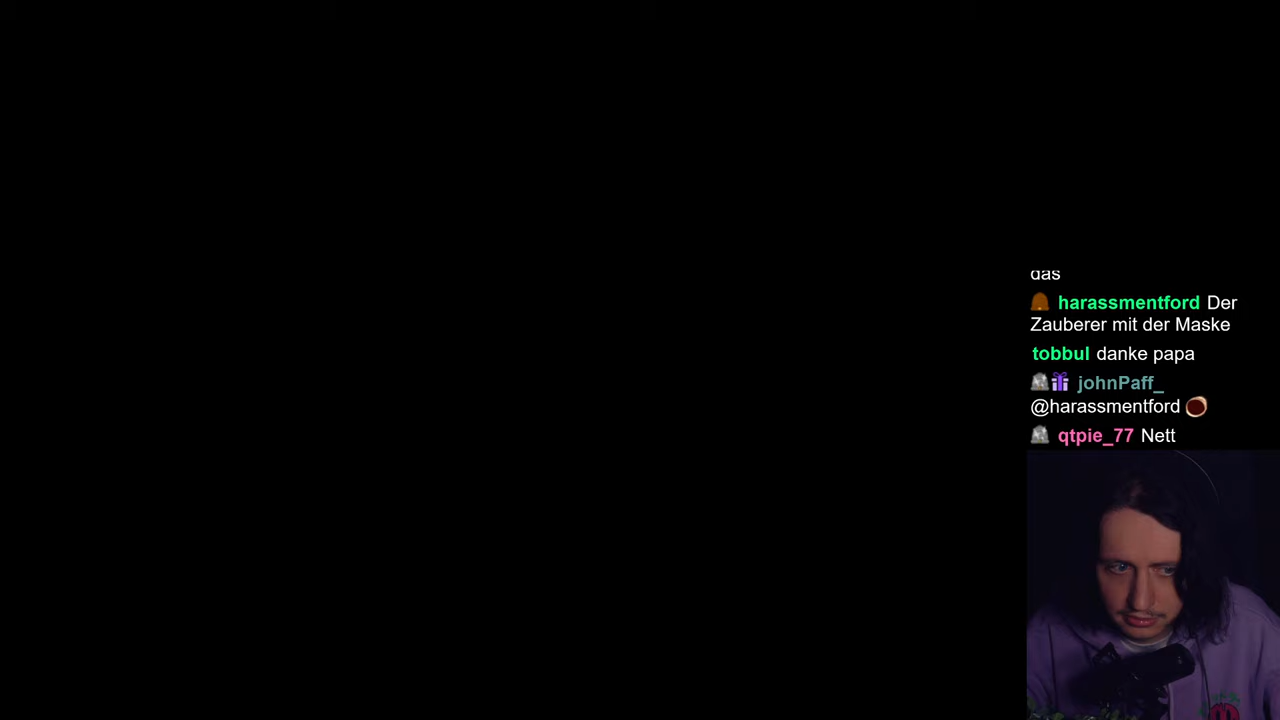 das
harassmentford Der
Zauberer mit der Maske
tobbul danke papa
johnPaff_
@harassmentford
qtpie_77 Nett